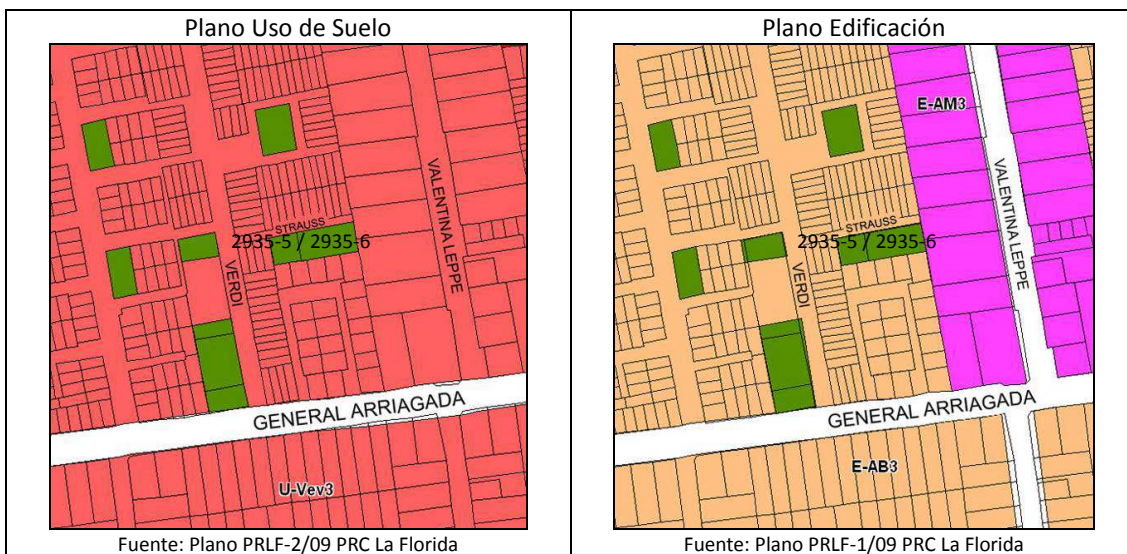 Plano Uso de Suelo
STRAUSS
2935-5 / 2935-6
VERDI
VALENTINA LEPPE
GENERAL ARRIAGADA
U-Vev3
Fuente: Plano PRLF-2/09 PRC La Florida
Plano Edificación
E-AM3
STRAUSS
2935-5 / 2935-6
VERDI
VALENTINA LEPPE
GENERAL ARRIAGADA
E-AB3
Fuente: Plano PRLF-1/09 PRC La Florida